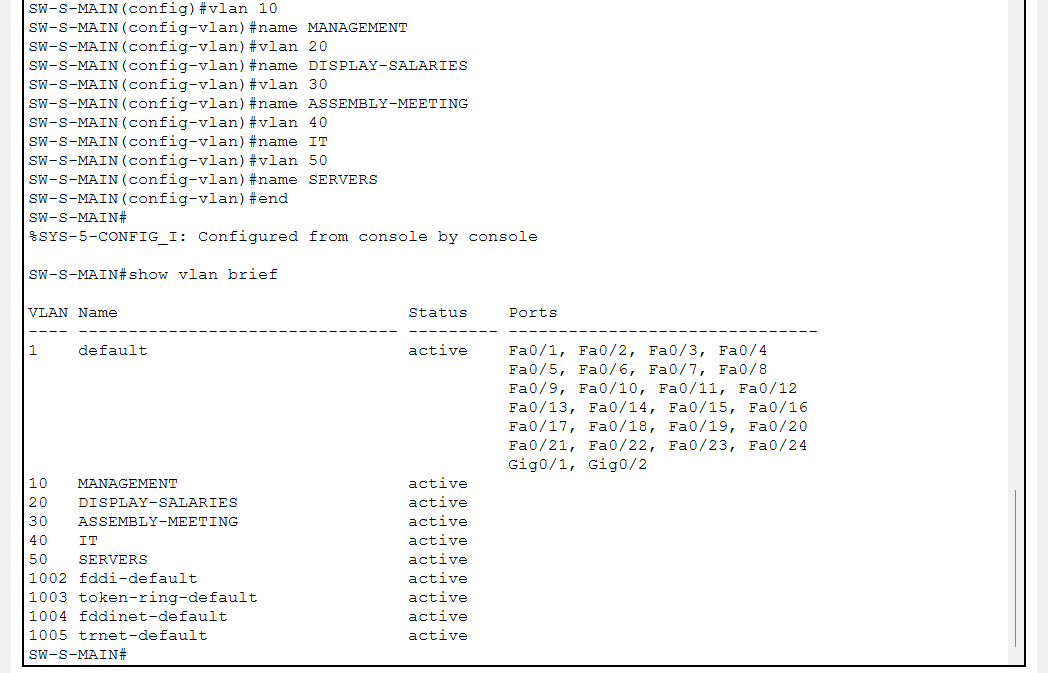 SW-S-MAIN(config)#vlan 10
SW-S-MAIN(config-vlan)#name MANAGEMENT
SW-S-MAIN(config-vlan)#vlan 20
SW-S-MAIN(config-vlan)#name DISPLAY-SALARIES
SW-S-MAIN(config-vlan)#vlan 30
SW-S-MAIN(config-vlan)#name ASSEMBLY-MEETING
SW-S-MAIN(config-vlan)#vlan 40
SW-S-MAIN(config-vlan)#name IT
SW-S-MAIN(config-vlan)#vlan 50
SW-S-MAIN(config-vlan)#name SERVERS
SW-S-MAIN(config-vlan)#end
SW-S-MAIN#
%SYS-5-CONFIG_I: Configured from console by console

SW-S-MAIN#show vlan brief

VLAN Name                             Status    Ports
---- -------------------------------- --------- -------------------------------
1    default                          active    Fa0/1, Fa0/2, Fa0/3, Fa0/4
                                                Fa0/5, Fa0/6, Fa0/7, Fa0/8
                                                Fa0/9, Fa0/10, Fa0/11, Fa0/12
                                                Fa0/13, Fa0/14, Fa0/15, Fa0/16
                                                Fa0/17, Fa0/18, Fa0/19, Fa0/20
                                                Fa0/21, Fa0/22, Fa0/23, Fa0/24
                                                Gig0/1, Gig0/2
10   MANAGEMENT                       active
20   DISPLAY-SALARIES                 active
30   ASSEMBLY-MEETING                 active
40   IT                               active
50   SERVERS                          active
1002 fddi-default                     active
1003 token-ring-default               active
1004 fddinet-default                  active
1005 trnet-default                    active
SW-S-MAIN#